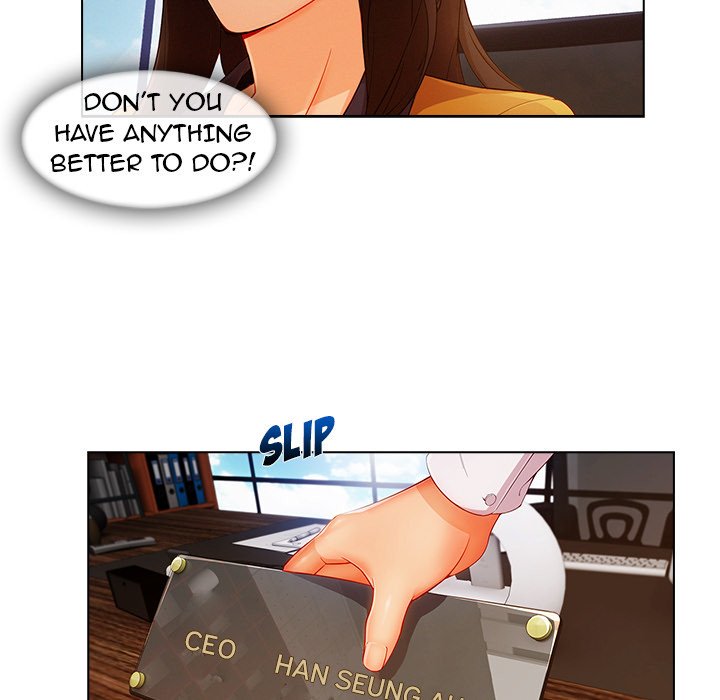 DON'T YOU
HAVE ANYTHING
BETTER TO DO?!
SLIP
CEO HAN SEUNG